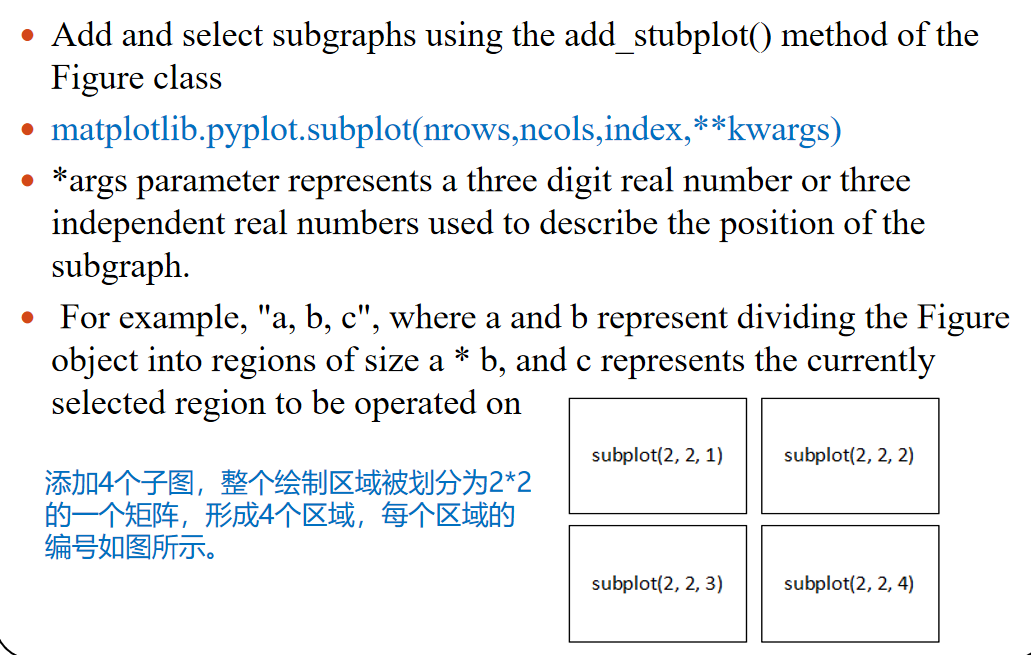 • Add and select subgraphs using the add_stubplot() method of the
Figure class
• matplotlib.pyplot.subplot(nrows,ncols,index,**kwargs)
• *args parameter represents a three digit real number or three
independent real numbers used to describe the position of the
subgraph.
• For example, "a, b, c", where a and b represent dividing the Figure
object into regions of size a * b, and c represents the currently
selected region to be operated on
添加4个子图，整个绘制区域被划分为2*2
的一个矩阵，形成4个区域，每个区域的
编号如图所示。
subplot(2, 2, 1)
subplot(2, 2, 2)
subplot(2, 2, 3)
subplot(2, 2, 4)